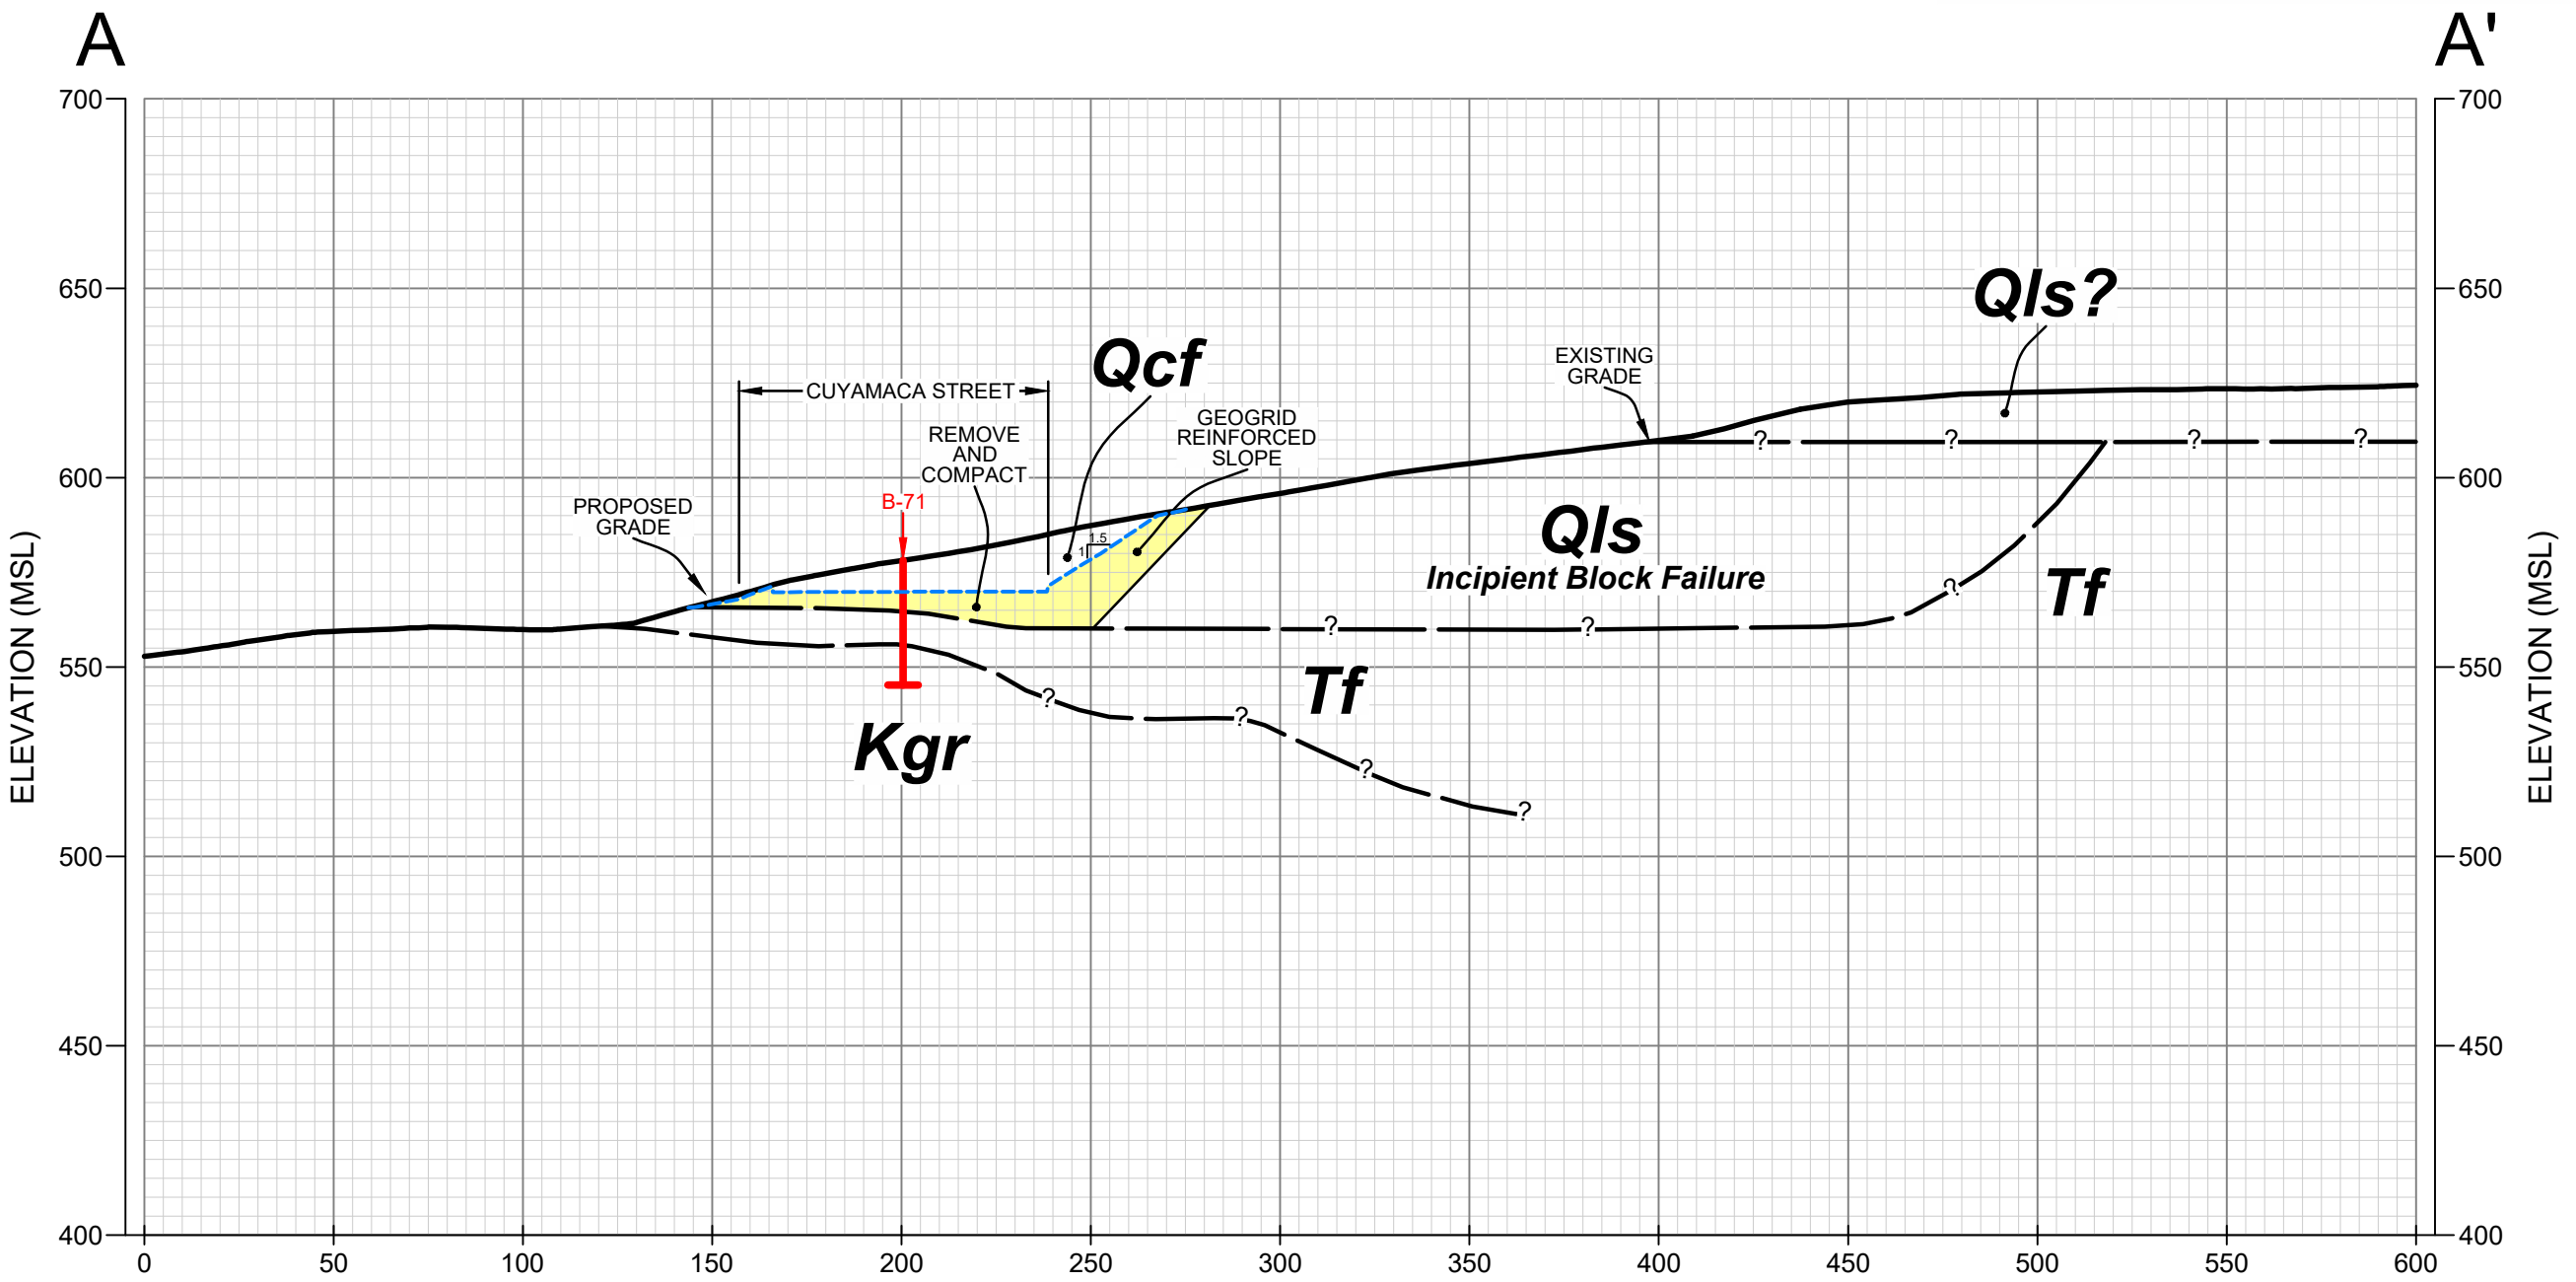 A
A'
700
700
650
650
600
600
550
550
500
500
450
450
400
400
ELEVATION (MSL)
ELEVATION (MSL)
Qls?
Qcf
EXISTING
GRADE
CUYAMACA STREET
GEOGRID
REINFORCED
SLOPE
REMOVE
AND
COMPACT
B-71
PROPOSED
GRADE
1
1.5
? ? ? ?
Qls
Incipient Block Failure
Tf
?
? ?
Tf
Kgr
?
?
?
?
0 50 100 150 200 250 300 350 400 450 500 550 600